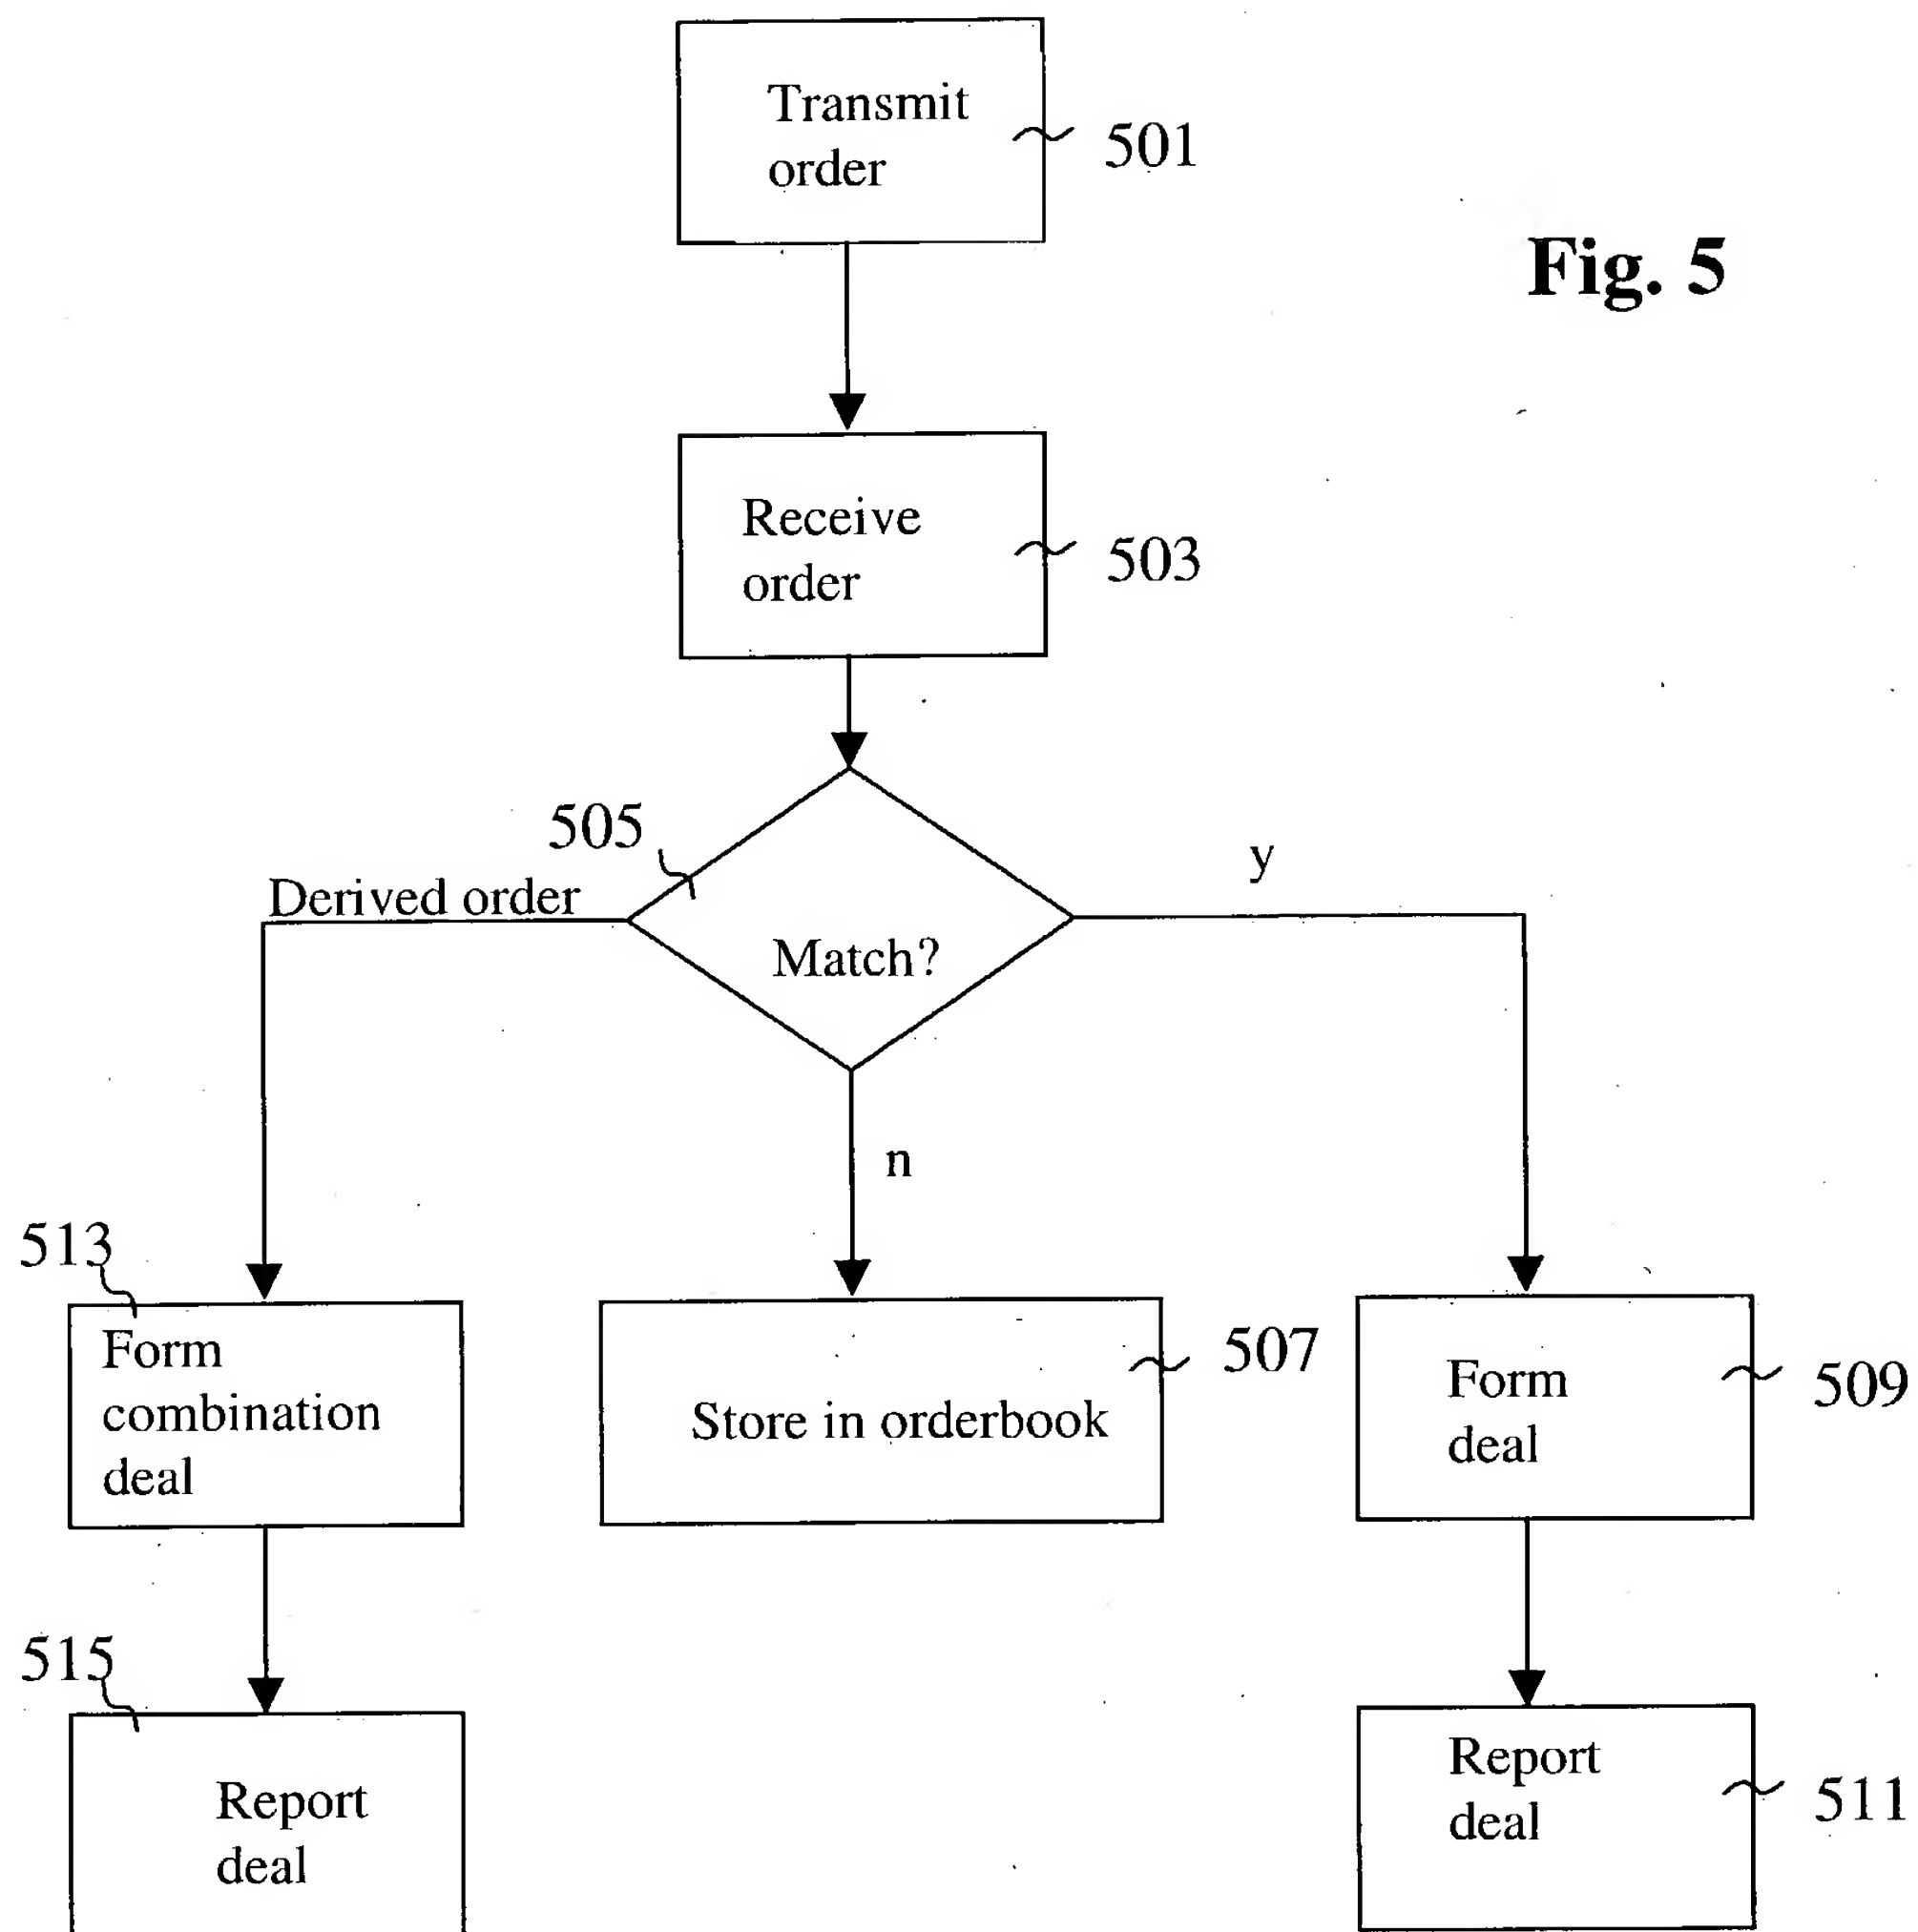 Transmit
order
501
Fig. 5
Receive
order
503
505
Derived order
y
Match?
n
513
Form
combination
deal
507
Store in orderbook
Form
deal
509
515
Report
deal
Report
deal
511